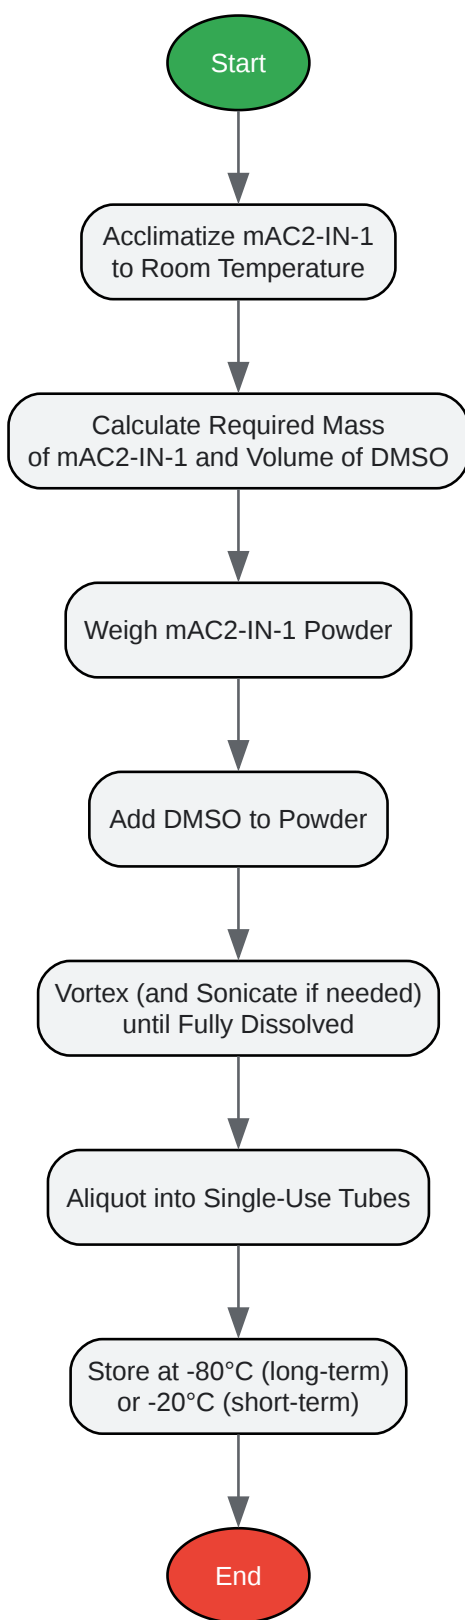 Start
Acclimatize mAC2-IN-1
to Room Temperature
Calculate Required Mass
of mAC2-IN-1 and Volume of DMSO
Weigh mAC2-IN-1 Powder
Add DMSO to Powder
Vortex (and Sonicate if needed)
until Fully Dissolved
Aliquot into Single-Use Tubes
Store at -80°C (long-term)
or -20°C (short-term)
End